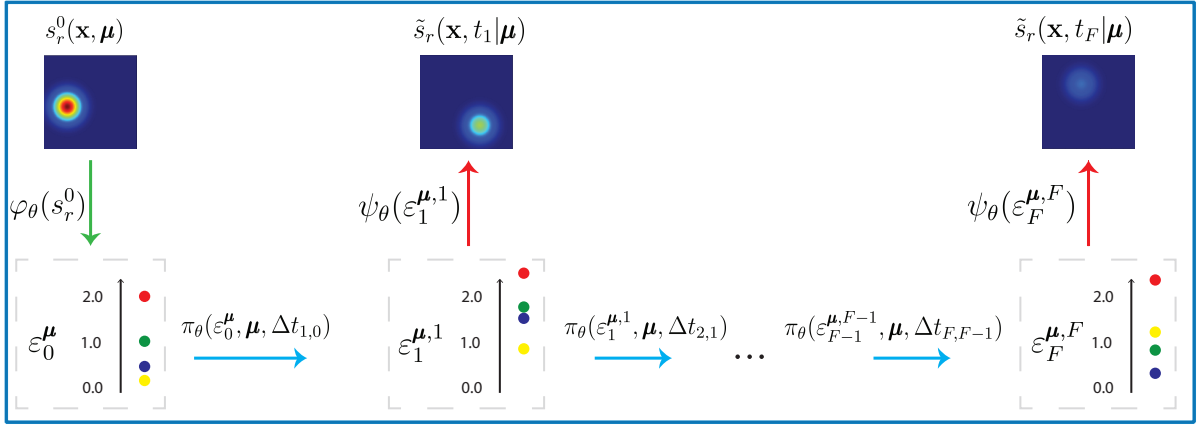 s_r^0(𝐱, 𝝁)
s̃_r(𝐱, t_1|𝝁)
s̃_r(𝐱, t_F|𝝁)
φ_θ(s_r^0)
ψ_θ(ε_1^{𝝁,1})
ψ_θ(ε_F^{𝝁,F})
ε_0^𝝁
2.0
1.0
0.0
π_θ(ε_0^𝝁, 𝝁, Δt_{1,0})
ε_1^{𝝁,1}
2.0
1.0
0.0
π_θ(ε_1^{𝝁,1}, 𝝁, Δt_{2,1})
...
π_θ(ε_{F-1}^{𝝁,F-1}, 𝝁, Δt_{F,F-1})
ε_F^{𝝁,F}
2.0
1.0
0.0